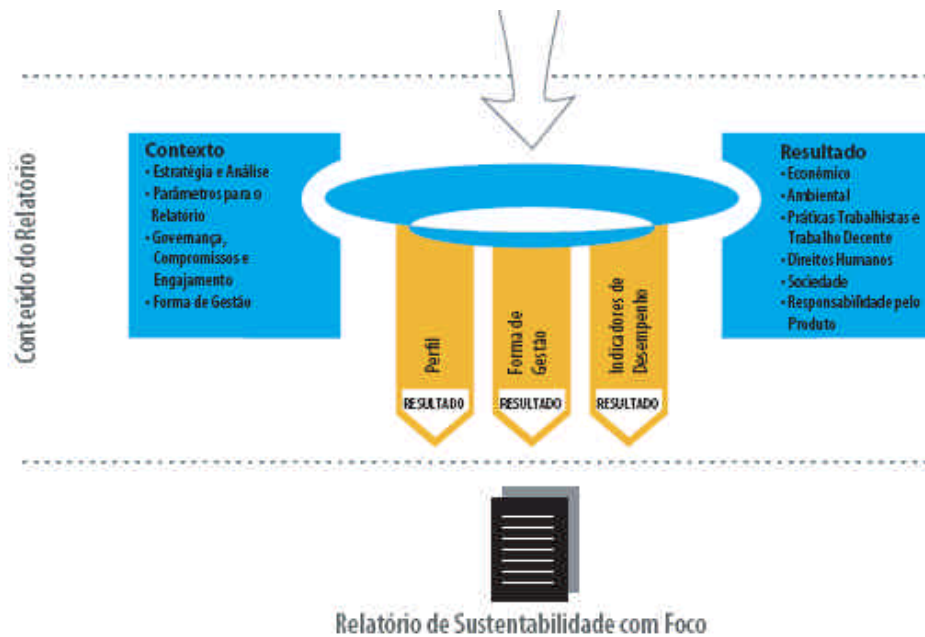 Conteúdo do Relatório
Contexto
• Estratégia e Análise
• Parâmetros para o
Relatório
• Governança,
Compromissos e
Engajamento
• Forma de Gestão
Resultado
• Econômico
• Ambiental
• Práticas Trabalhistas e
Trabalho Decente
• Direitos Humanos
• Sociedade
• Responsabilidade pelo
Produto
Perfil
Forma de
Gestão
Indicadores de
Desempenho
RESULTADO
RESULTADO
RESULTADO
Relatório de Sustentabilidade com Foco